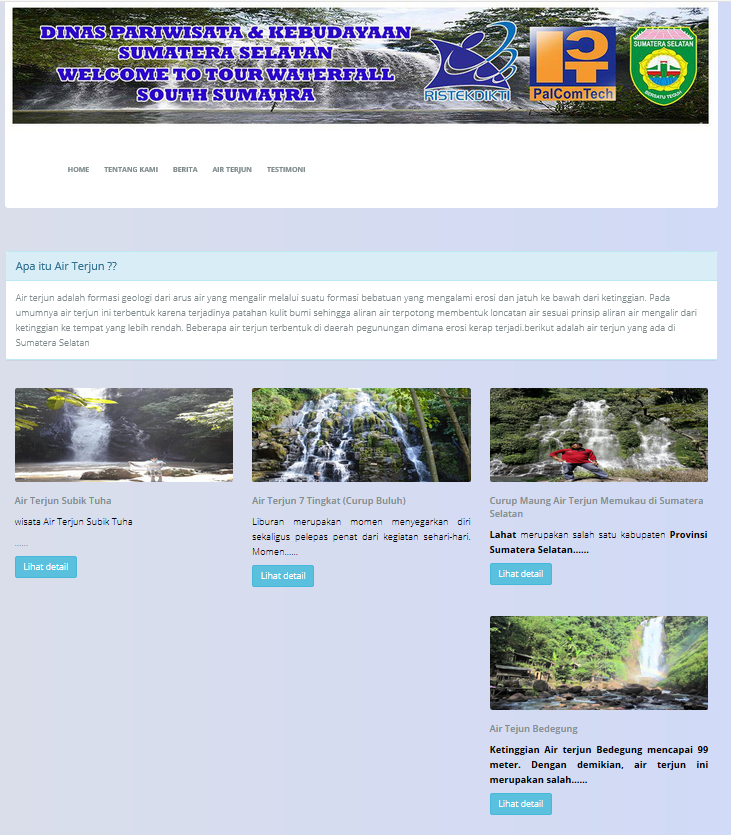 DINAS PARIWISATA & KEBUDAYAAN
SUMATERA SELATAN
WELCOME TO TOUR WATERFALL
SOUTH SUMATRA
RISTEKDIKTI
PalComTech
SUMATERA SELATAN
BERSATU TEGUH
HOME TENTANG KAMI BERITA AIR TERJUN TESTIMONI
Apa itu Air Terjun ??
Air terjun adalah formasi geologi dari arus air yang mengalir melalui suatu formasi bebatuan yang mengalami erosi dan jatuh ke bawah dari ketinggian. Pada
umumnya air terjun ini terbentuk karena terjadinya patahan kulit bumi sehingga aliran air terpotong membentuk loncatan air sesuai prinsip aliran air mengalir dari
ketinggian ke tempat yang lebih rendah. Beberapa air terjun terbentuk di daerah pegunungan dimana erosi kerap terjadi.berikut adalah air terjun yang ada di
Sumatera Selatan
Air Terjun Subik Tuha
wisata Air Terjun Subik Tuha
......
Lihat detail
Air Terjun 7 Tingkat (Curup Buluh)
Liburan merupakan momen menyegarkan diri
sekaligus pelepas penat dari kegiatan sehari-hari.
Momen......
Lihat detail
Curup Maung Air Terjun Memukau di Sumatera
Selatan
Lahat merupakan salah satu kabupaten Provinsi
Sumatera Selatan......
Lihat detail
Air Tejun Bedegung
Ketinggian Air terjun Bedegung mencapai 99
meter. Dengan demikian, air terjun ini
merupakan salah......
Lihat detail